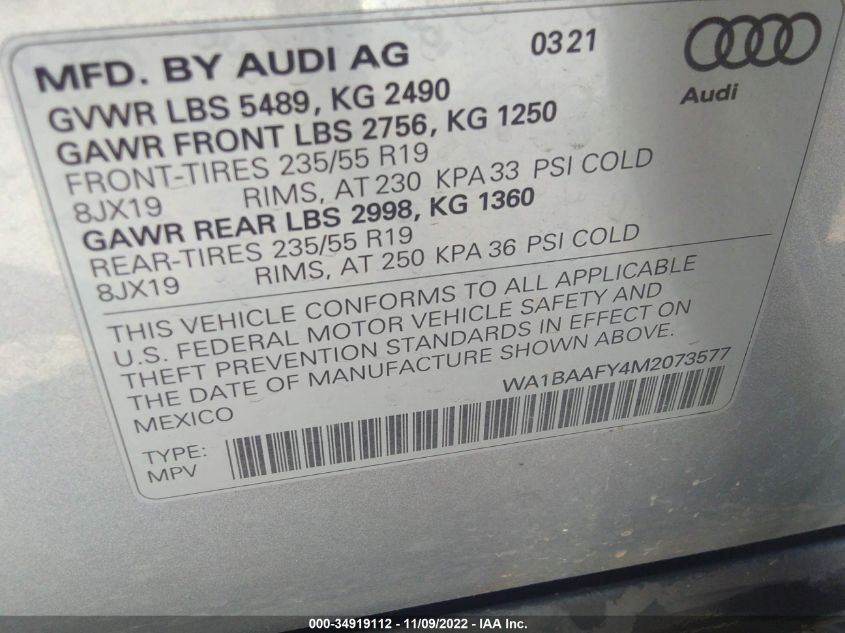 MFD. BY AUDI AG 0321
Audi
GVWR LBS 5489, KG 2490
GAWR FRONT LBS 2756, KG 1250
FRONT-TIRES 235/55 R19
8JX19 RIMS, AT 230 KPA 33 PSI COLD
GAWR REAR LBS 2998, KG 1360
REAR-TIRES 235/55 R19
8JX19 RIMS, AT 250 KPA 36 PSI COLD
THIS VEHICLE CONFORMS TO ALL APPLICABLE
U.S. FEDERAL MOTOR VEHICLE SAFETY AND
THEFT PREVENTION STANDARDS IN EFFECT ON
THE DATE OF MANUFACTURE SHOWN ABOVE.
MEXICO WA1BAAFY4M2073577
TYPE:
MPV
000-34919112 - 11/09/2022 - IAA Inc.